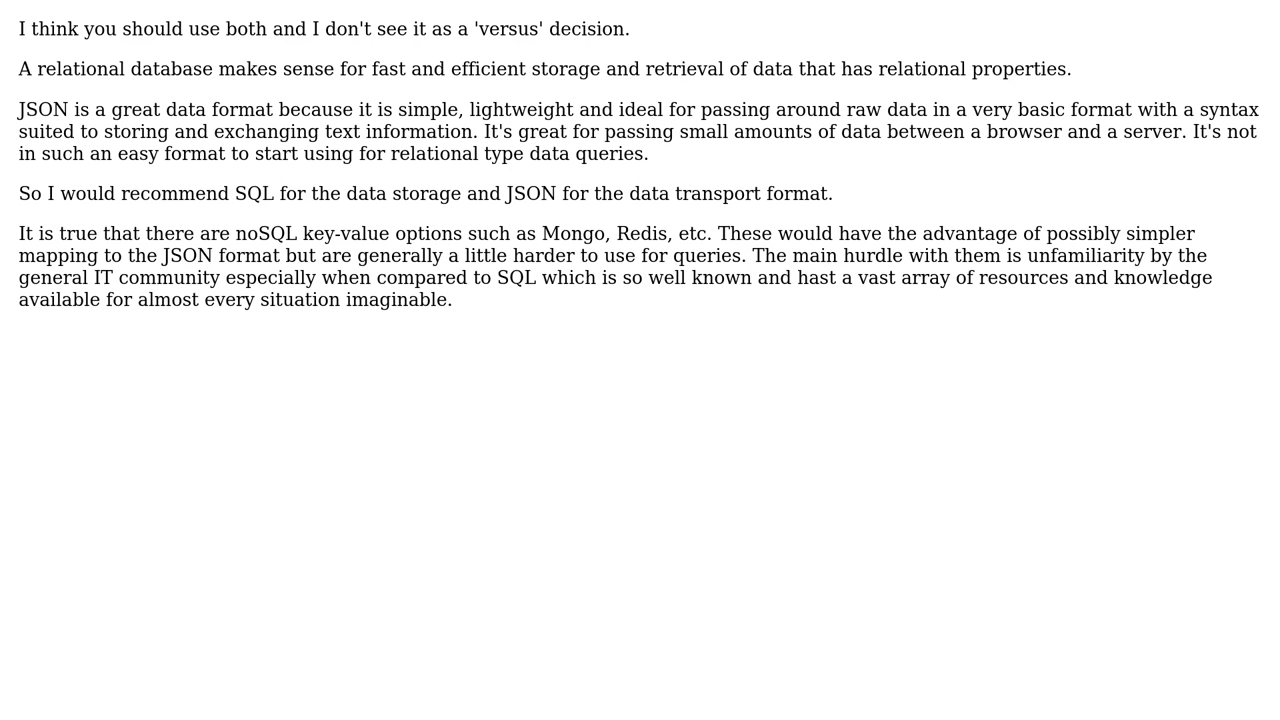 I think you should use both and I don't see it as a 'versus' decision.
A relational database makes sense for fast and efficient storage and retrieval of data that has relational properties.
JSON is a great data format because it is simple, lightweight and ideal for passing around raw data in a very basic format with a syntax
suited to storing and exchanging text information. It's great for passing small amounts of data between a browser and a server. It's not
in such an easy format to start using for relational type data queries.
So I would recommend SQL for the data storage and JSON for the data transport format.
It is true that there are noSQL key-value options such as Mongo, Redis, etc. These would have the advantage of possibly simpler
mapping to the JSON format but are generally a little harder to use for queries. The main hurdle with them is unfamiliarity by the
general IT community especially when compared to SQL which is so well known and hast a vast array of resources and knowledge
available for almost every situation imaginable.